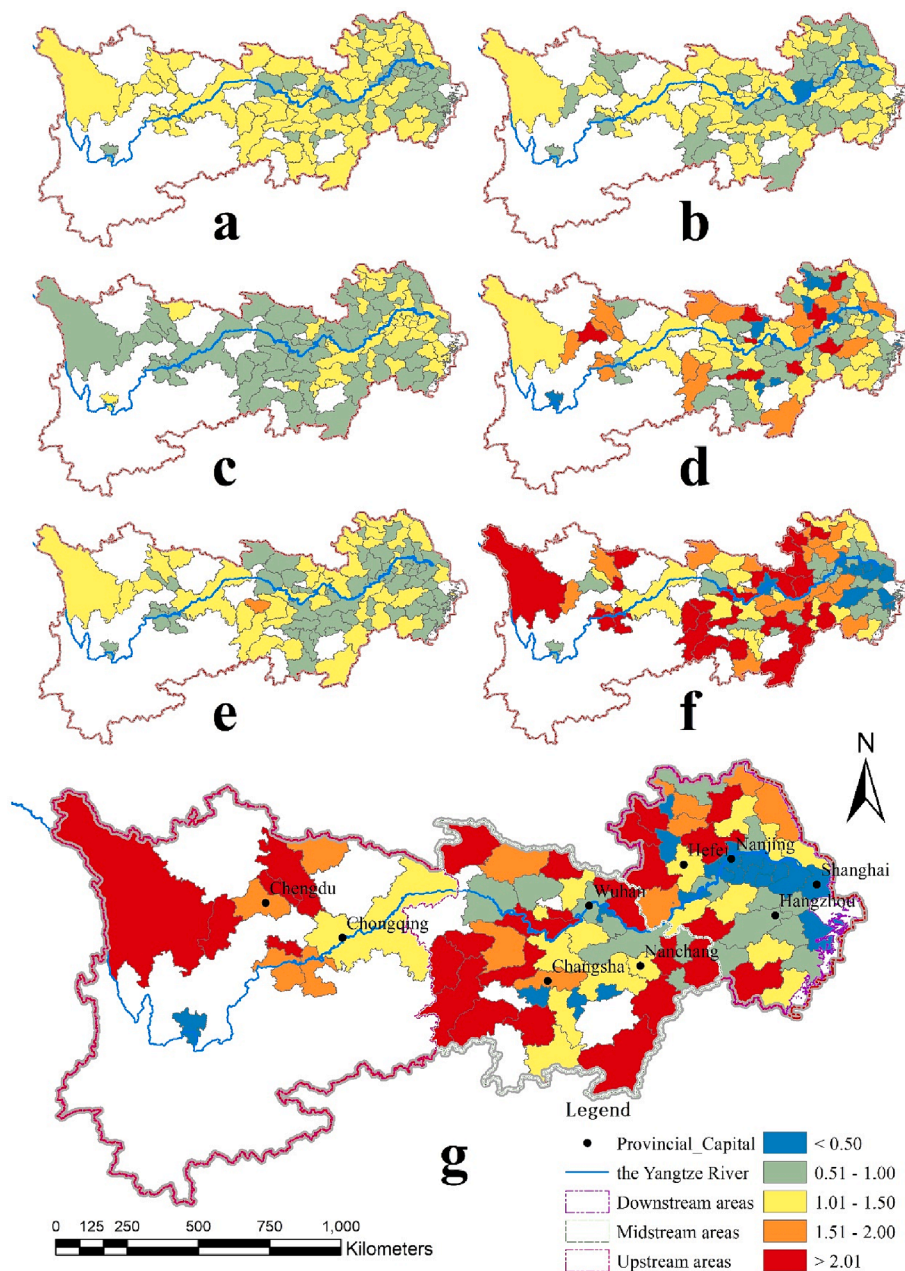 a
b
c
d
e
f
N
Hefei
Nanjing
Shanghai
Chengdu
Wuhan
Hangzhou
Chongqing
Nanchang
Changsha
g
Legend
Provincial_Capital
< 0.50
the Yangtze River
0.51 - 1.00
Downstream areas
1.01 - 1.50
Midstream areas
1.51 - 2.00
Upstream areas
> 2.01
0 125 250 500 750 1,000
Kilometers